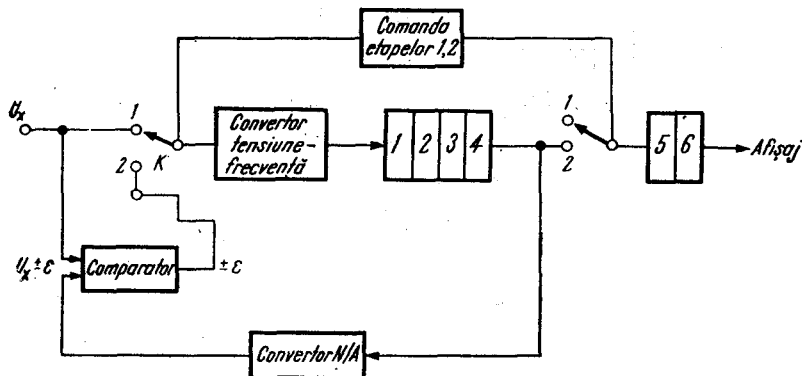 Comanda
etapelor 1,2
Ux
1
1
Convertor
tensiune-
frecvență
1 2 3 4
5 6
Afișaj
2 K
2
Ux ± ε
Comparator
± ε
Convertor N/A